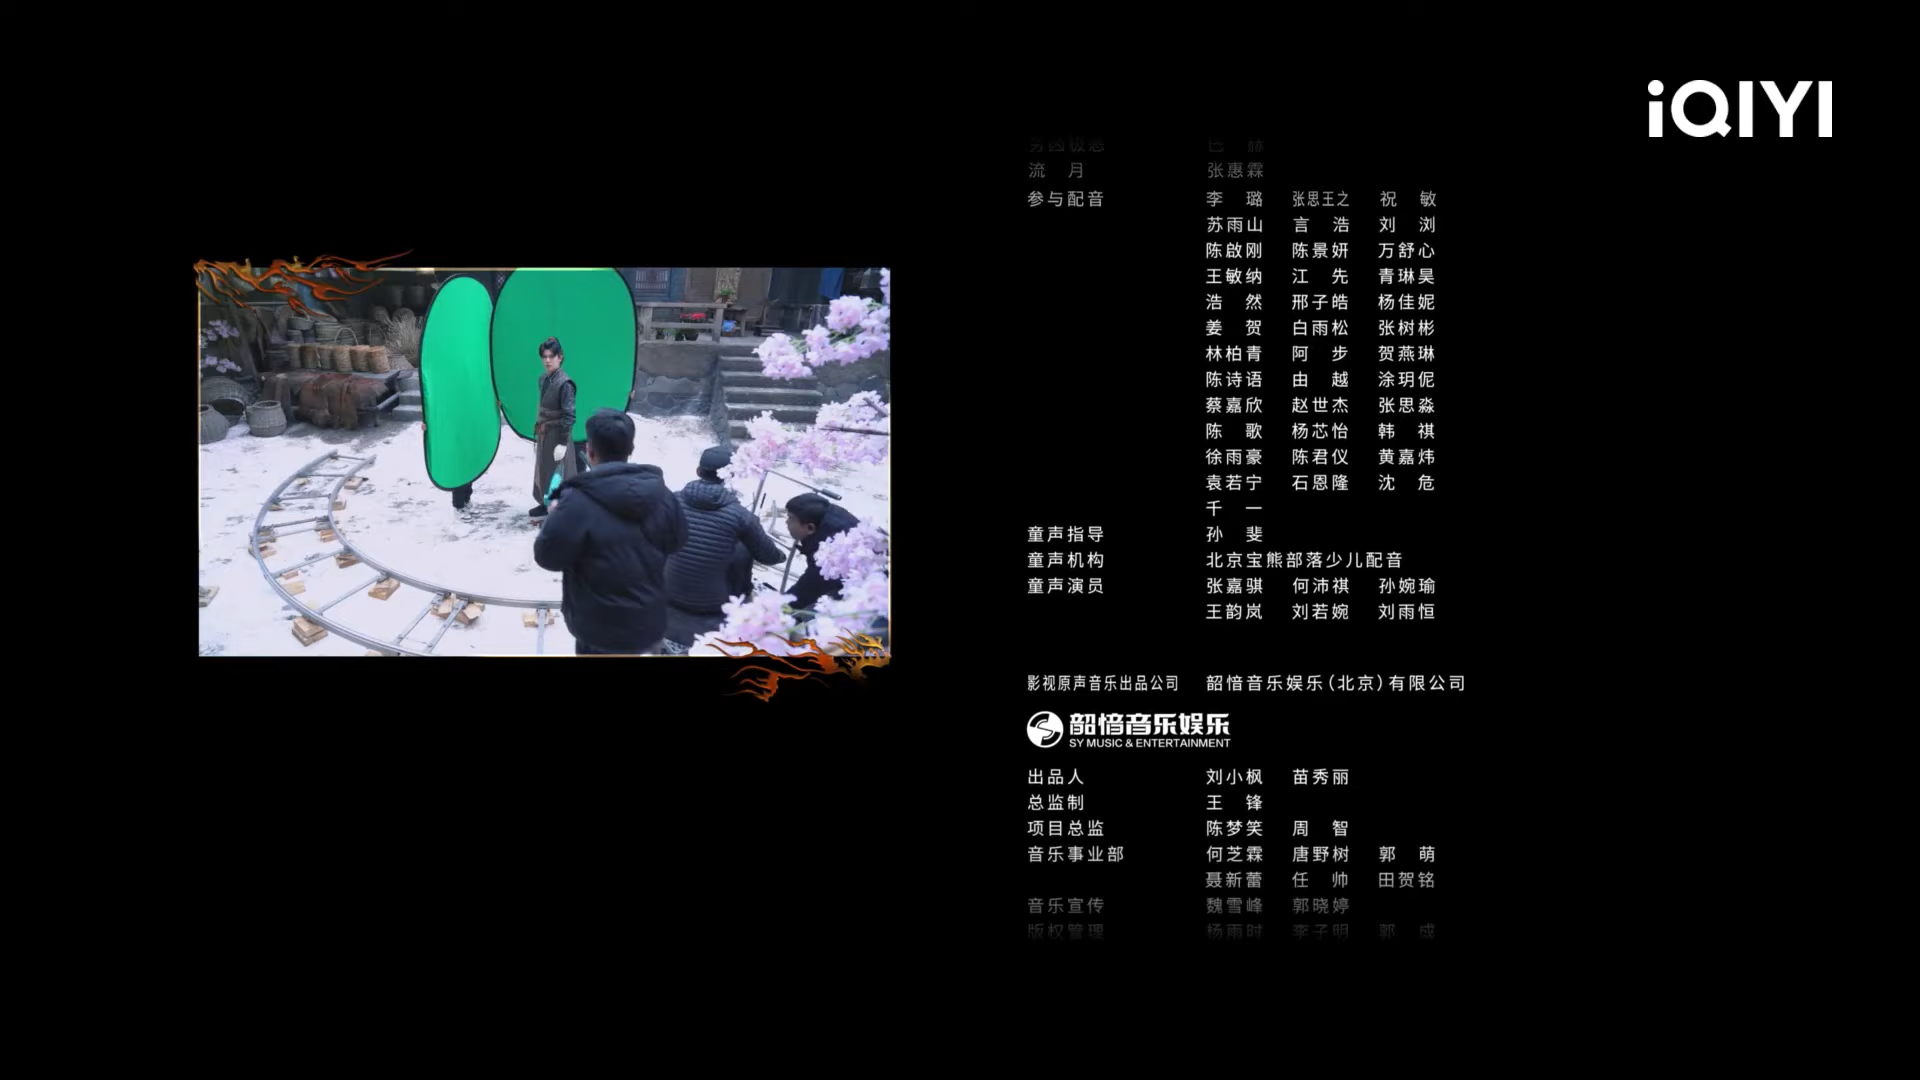 iQIYI
流 月 张惠霖
参与配音 李 璐 张思王之 祝 敏
苏雨山 言 浩 刘 浏
陈啟刚 陈景妍 万舒心
王敏纳 江 先 青琳昊
浩 然 邢子皓 杨佳妮
姜 贺 白雨松 张树彬
林柏青 阿 步 贺燕琳
陈诗语 由 越 涂玥伲
蔡嘉欣 赵世杰 张思淼
陈 歌 杨芯怡 韩 祺
徐雨豪 陈君仪 黄嘉炜
袁若宁 石恩隆 沈 危
千 一
童声指导 孙 斐
童声机构 北京宝熊部落少儿配音
童声演员 张嘉骐 何沛祺 孙婉瑜
王韵岚 刘若婉 刘雨恒
影视原声音乐出品公司 韶愔音乐娱乐(北京)有限公司
韶愔音乐娱乐
SY MUSIC & ENTERTAINMENT
出品人 刘小枫 苗秀丽
总监制 王 锋
项目总监 陈梦笑 周 智
音乐事业部 何芝霖 唐野树 郭 萌
聂新蕾 任 帅 田贺铭
音乐宣传 魏雪峰 郭晓婷
版权管理 杨雨时 李子明 郭 成